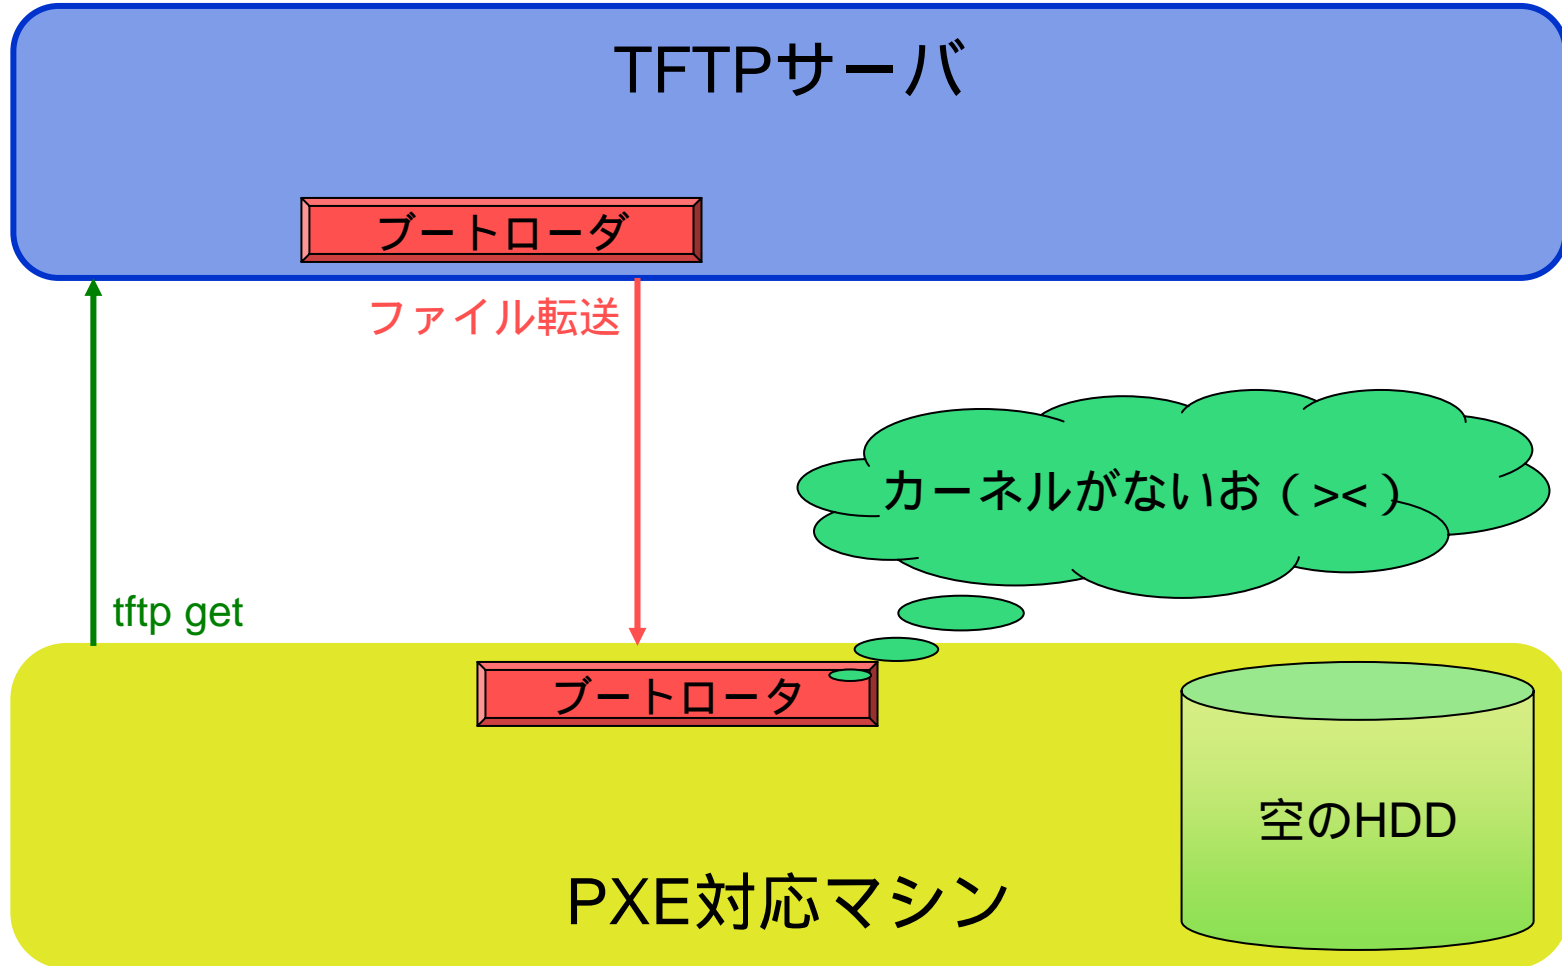 TFTPサーバ
ブートローダ
ファイル転送
カーネルがないお（><）
tftp get
ブートロータ
空のHDD
PXE対応マシン